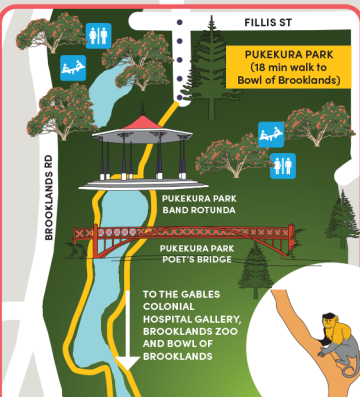 FILLIS ST
PUKEKURA PARK
(18 min walk to
Bowl of Brooklands)
BROOKLANDS RD
PUKEKURA PARK
BAND ROTUNDA
PUKEKURA PARK
POET'S BRIDGE
TO THE GABLES
COLONIAL
HOSPITAL GALLERY,
BROOKLANDS ZOO
AND BOWL OF
BROOKLANDS